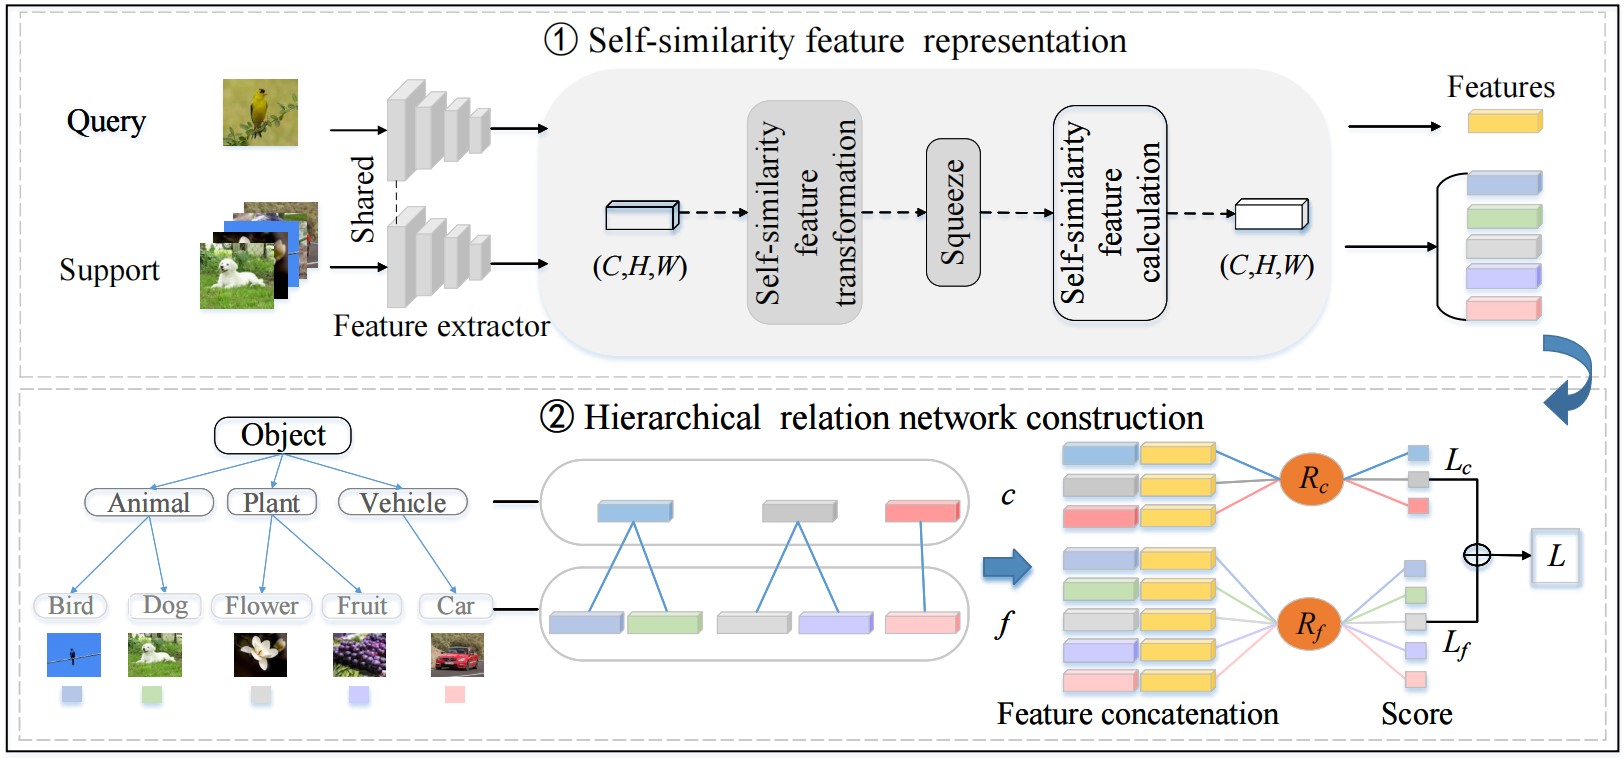 ① Self-similarity feature representation
Query
Support
Shared
Feature extractor
(C,H,W)
Self-similarity
feature
transformation
Squeeze
Self-similarity
feature
calculation
(C,H,W)
Features
② Hierarchical relation network construction
Object
Animal
Plant
Vehicle
Bird
Dog
Flower
Fruit
Car
c
f
R_c
R_f
L_c
L_f
L
Feature concatenation
Score